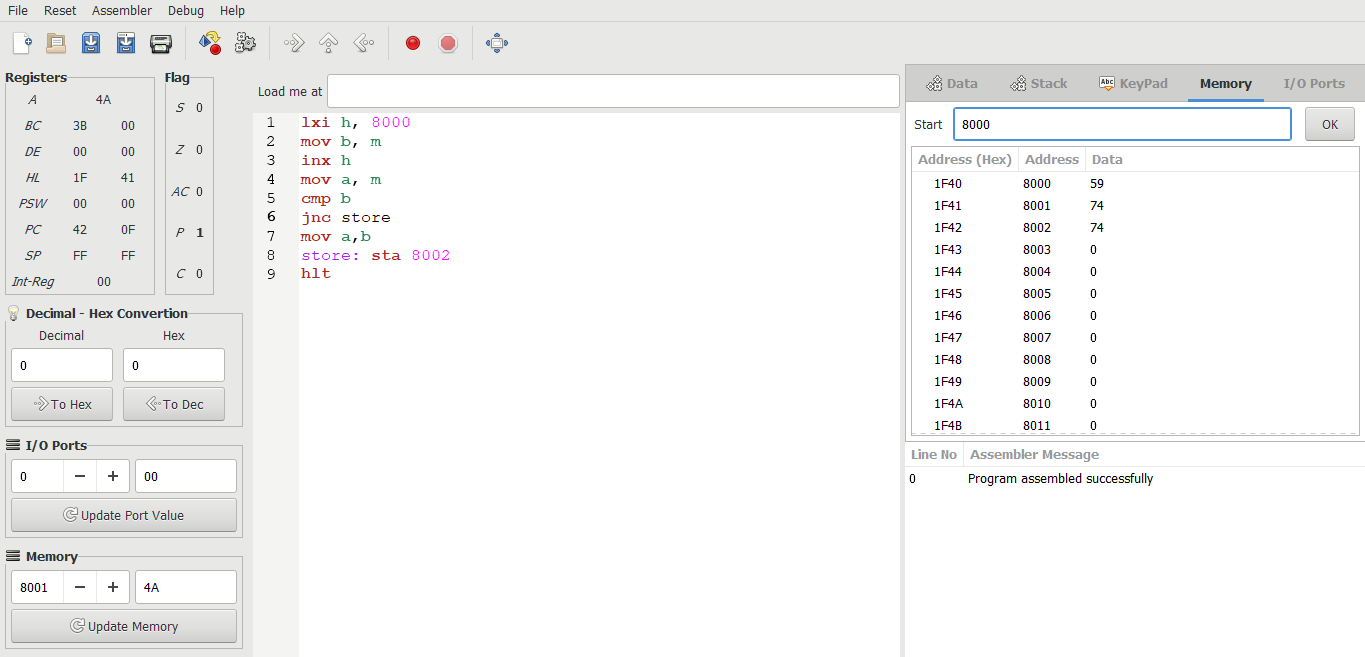 File Reset Assembler Debug Help
Registers
A 4A
BC 3B 00
DE 00 00
HL 1F 41
PSW 00 00
PC 42 0F
SP FF FF
Int-Reg 00
Flag
S 0
Z 0
AC 0
P 1
C 0
Decimal - Hex Convertion
Decimal Hex
0 0
To Hex To Dec
I/O Ports
0 − + 00
Update Port Value
Memory
8001 − + 4A
Update Memory
Load me at
1 lxi h, 8000
2 mov b, m
3 inx h
4 mov a, m
5 cmp b
6 jnc store
7 mov a,b
8 store: sta 8002
9 hlt
Data Stack Abc KeyPad Memory I/O Ports
Start 8000 OK
Address (Hex) Address Data
1F40 8000 59
1F41 8001 74
1F42 8002 74
1F43 8003 0
1F44 8004 0
1F45 8005 0
1F46 8006 0
1F47 8007 0
1F48 8008 0
1F49 8009 0
1F4A 8010 0
1F4B 8011 0
Line No Assembler Message
0 Program assembled successfully